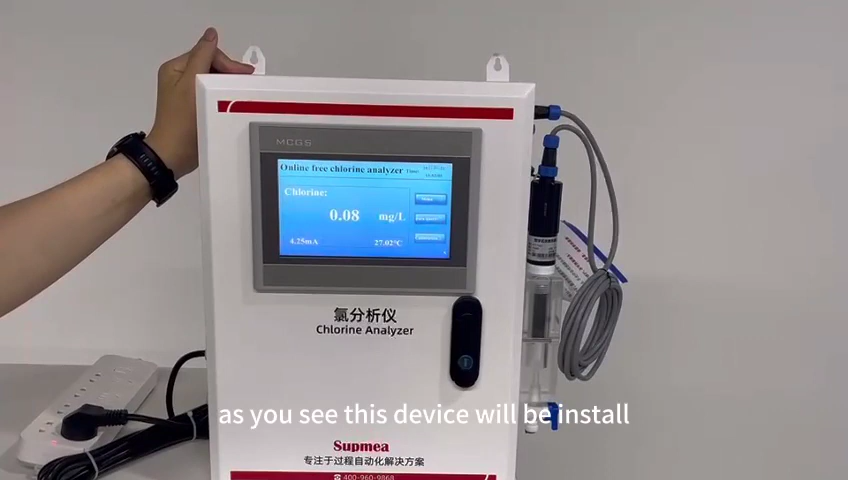 MCGS
Online free chlorine analyzer Time:
Chlorine:
0.08 mg/L
4.25mA 27.02℃
氯分析仪
Chlorine Analyzer
as you see this device will be install
Supmea
专注于过程自动化解决方案
400-960-9868